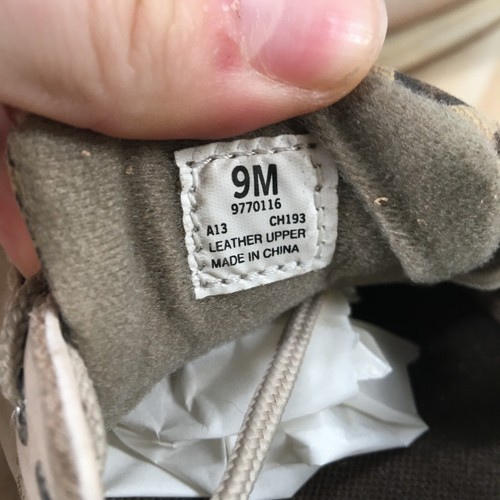 9M
9770116
A13 CH193
LEATHER UPPER
MADE IN CHINA